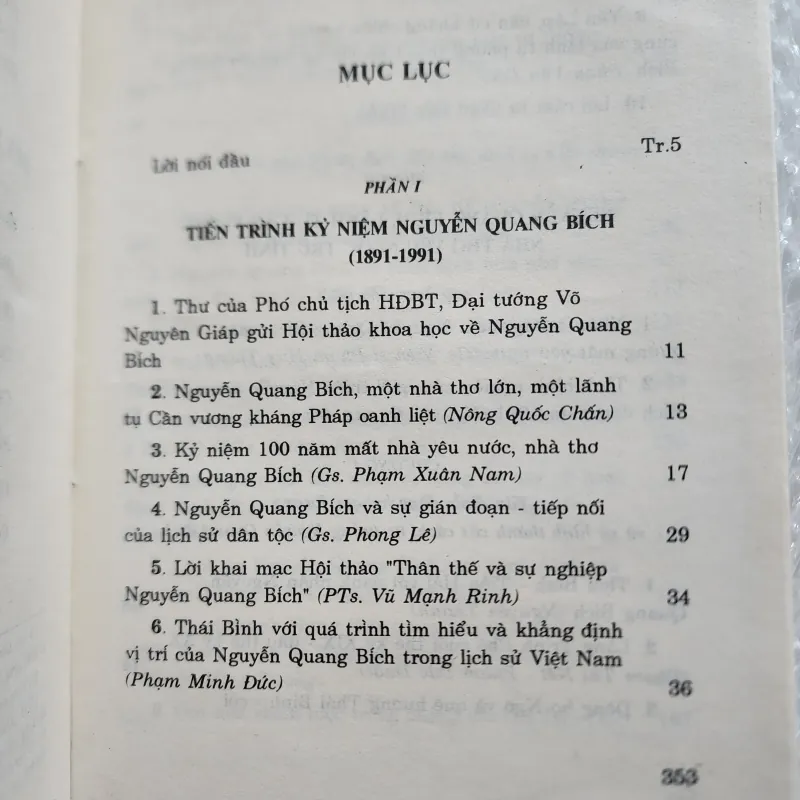 MỤC LỤC
Lời nói đầu Tr.5
PHẦN I
TIẾN TRÌNH KỶ NIỆM NGUYỄN QUANG BÍCH
(1891-1991)
1. Thư của Phó chủ tịch HĐBT, Đại tướng Võ
Nguyên Giáp gửi Hội thảo khoa học về Nguyễn Quang
Bích 11
2. Nguyễn Quang Bích, một nhà thơ lớn, một lãnh
tụ Cần vương kháng Pháp oanh liệt (Nông Quốc Chấn) 13
3. Kỷ niệm 100 năm mất nhà yêu nước, nhà thơ
Nguyễn Quang Bích (Gs. Phạm Xuân Nam) 17
4. Nguyễn Quang Bích và sự gián đoạn - tiếp nối
của lịch sử dân tộc (Gs. Phong Lê) 29
5. Lời khai mạc Hội thảo "Thân thế và sự nghiệp
Nguyễn Quang Bích" (PTs. Vũ Mạnh Rinh) 34
6. Thái Bình với quá trình tìm hiểu và khẳng định
vị trí của Nguyễn Quang Bích trong lịch sử Việt Nam
(Phạm Minh Đức) 36
353